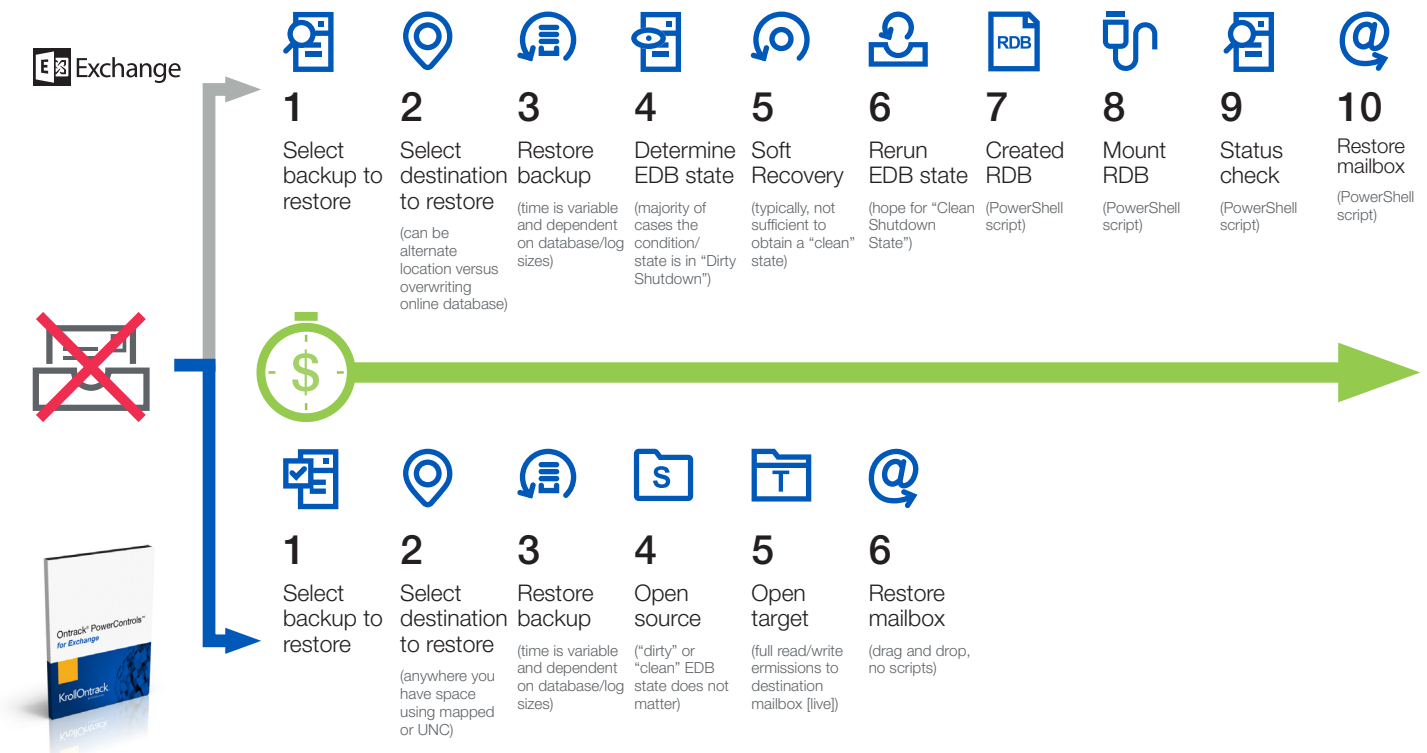 E
Exchange
RDB
1
Select
backup to
restore
2
Select
destination
to restore
(can be
alternate
location versus
overwriting
online database)
3
Restore
backup
(time is variable
and dependent
on database/log
sizes)
4
Determine
EDB state
(majority of
cases the
condition/
state is in “Dirty
Shutdown”)
5
Soft
Recovery
(typically, not
sufficient to
obtain a “clean”
state)
6
Rerun
EDB state
(hope for “Clean
Shutdown
State”)
7
Created
RDB
(PowerShell
script)
8
Mount
RDB
(PowerShell
script)
9
Status
check
(PowerShell
script)
10
Restore
mailbox
(PowerShell
script)
$
S
T
1
Select
backup to
restore
2
Select
destination
to restore
(anywhere you
have space
using mapped
or UNC)
3
Restore
backup
(time is variable
and dependent
on database/log
sizes)
4
Open
source
(“dirty” or
“clean” EDB
state does not
matter)
5
Open
target
(full read/write
ermissions to
destination
mailbox [live])
6
Restore
mailbox
(drag and drop,
no scripts)
Ontrack® PowerControls™
for Exchange
KrollOntrack